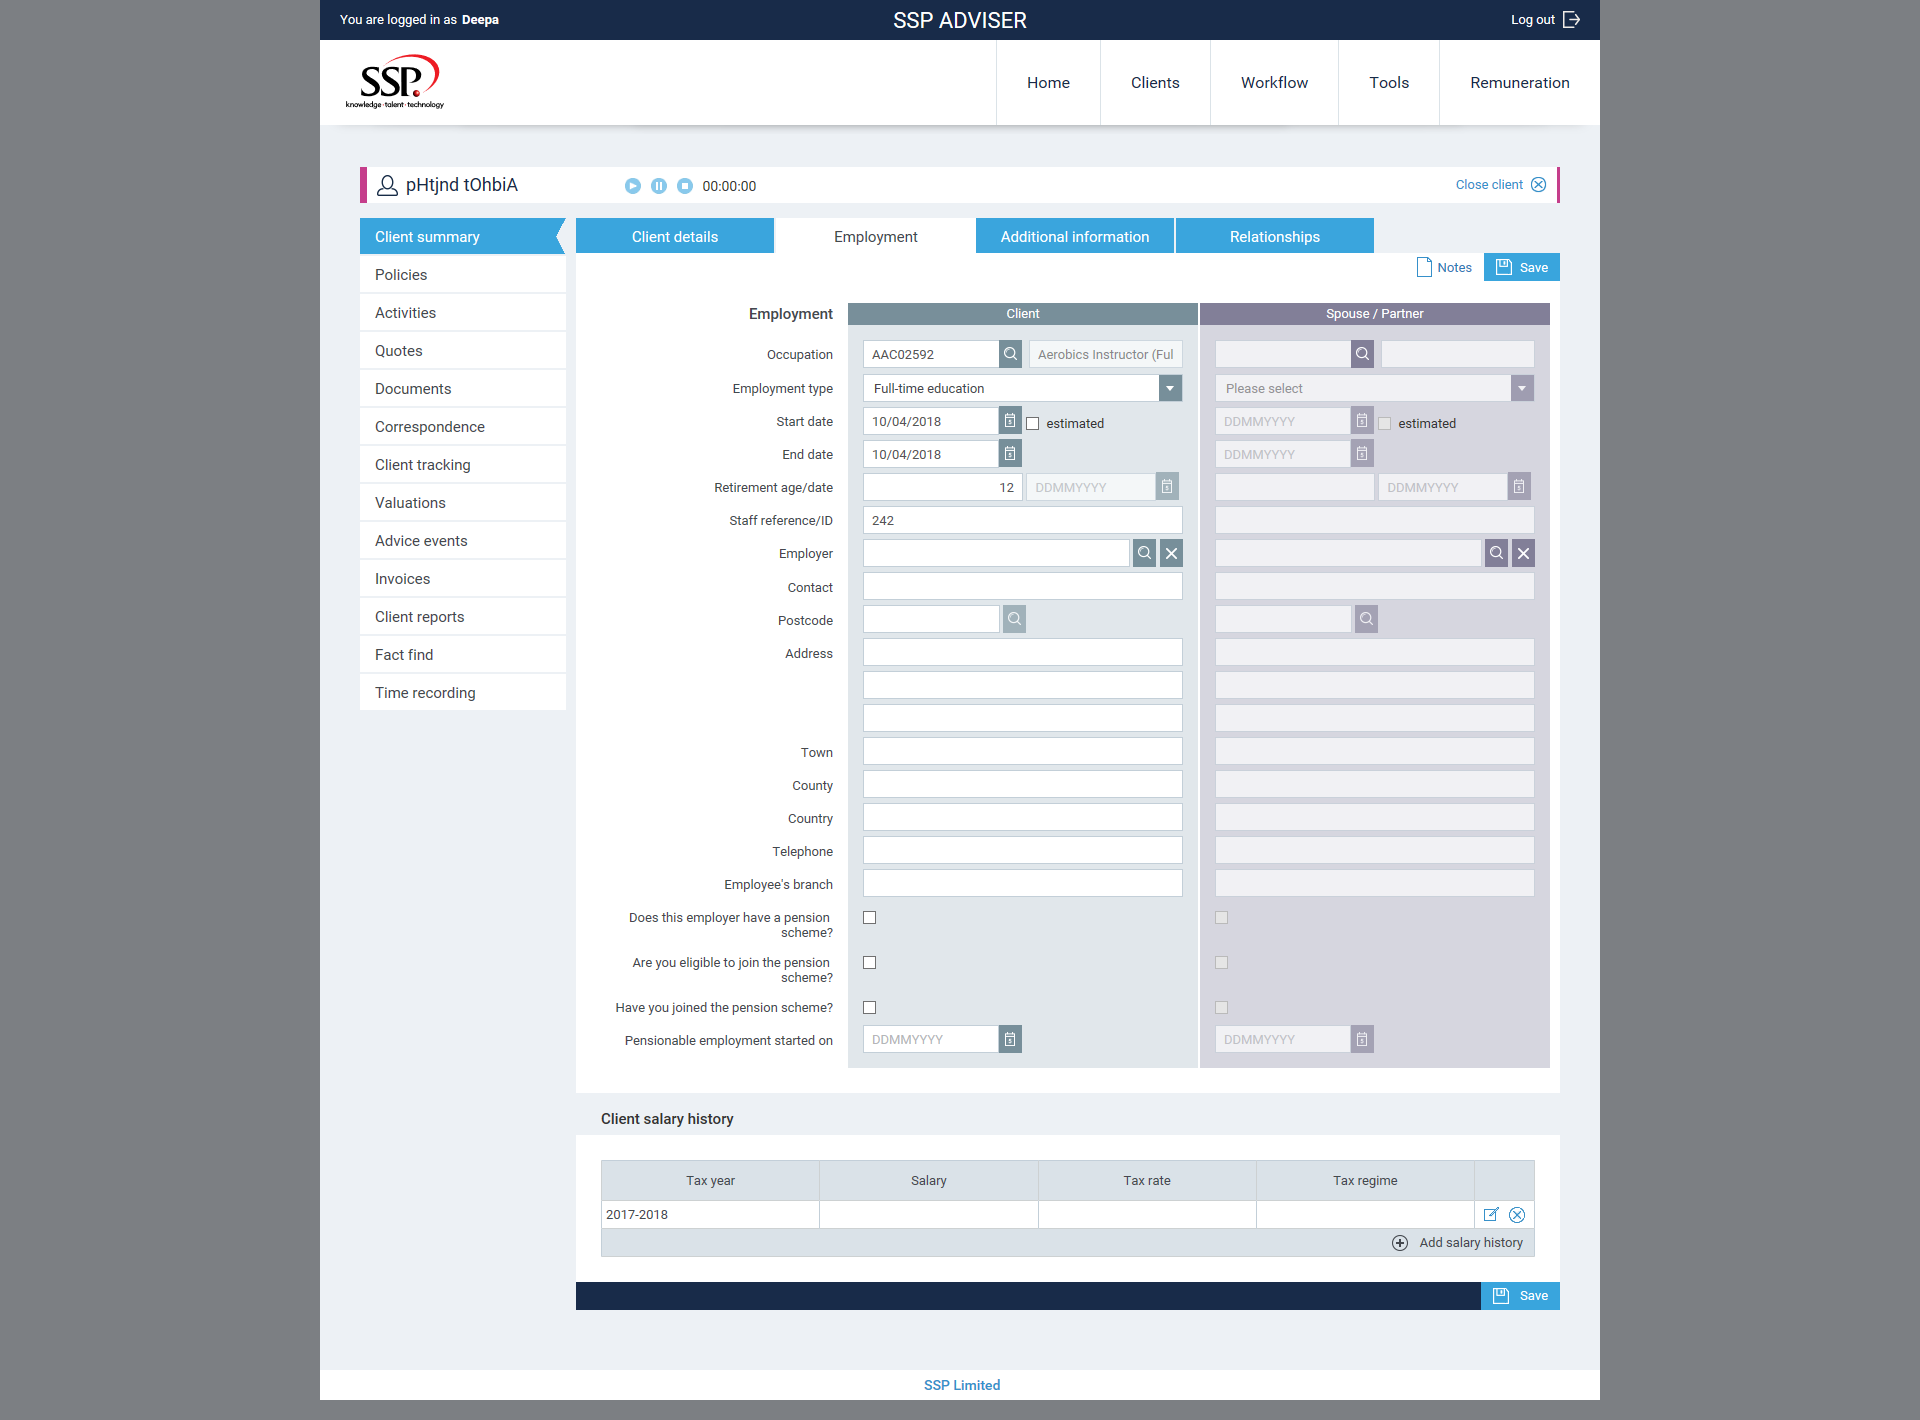 You are logged in as Deepa
SSP ADVISER
Log out
SSP.
knowledge·talent·technology
Home
Clients
Workflow
Tools
Remuneration
pHtjnd tOhbiA
00:00:00
Close client
Client summary
Policies
Activities
Quotes
Documents
Correspondence
Client tracking
Valuations
Advice events
Invoices
Client reports
Fact find
Time recording
Client details
Employment
Additional information
Relationships
Notes
Save
Employment
Client
Spouse / Partner
Occupation
AAC02592
Aerobics Instructor (Ful
Employment type
Full-time education
Please select
Start date
10/04/2018
estimated
DDMMYYYY
estimated
End date
10/04/2018
DDMMYYYY
Retirement age/date
12
DDMMYYYY
DDMMYYYY
Staff reference/ID
242
Employer
Contact
Postcode
Address
Town
County
Country
Telephone
Employee's branch
Does this employer have a pension
scheme?
Are you eligible to join the pension
scheme?
Have you joined the pension scheme?
Pensionable employment started on
DDMMYYYY
DDMMYYYY
Client salary history
Tax year
Salary
Tax rate
Tax regime
2017-2018
Add salary history
Save
SSP Limited